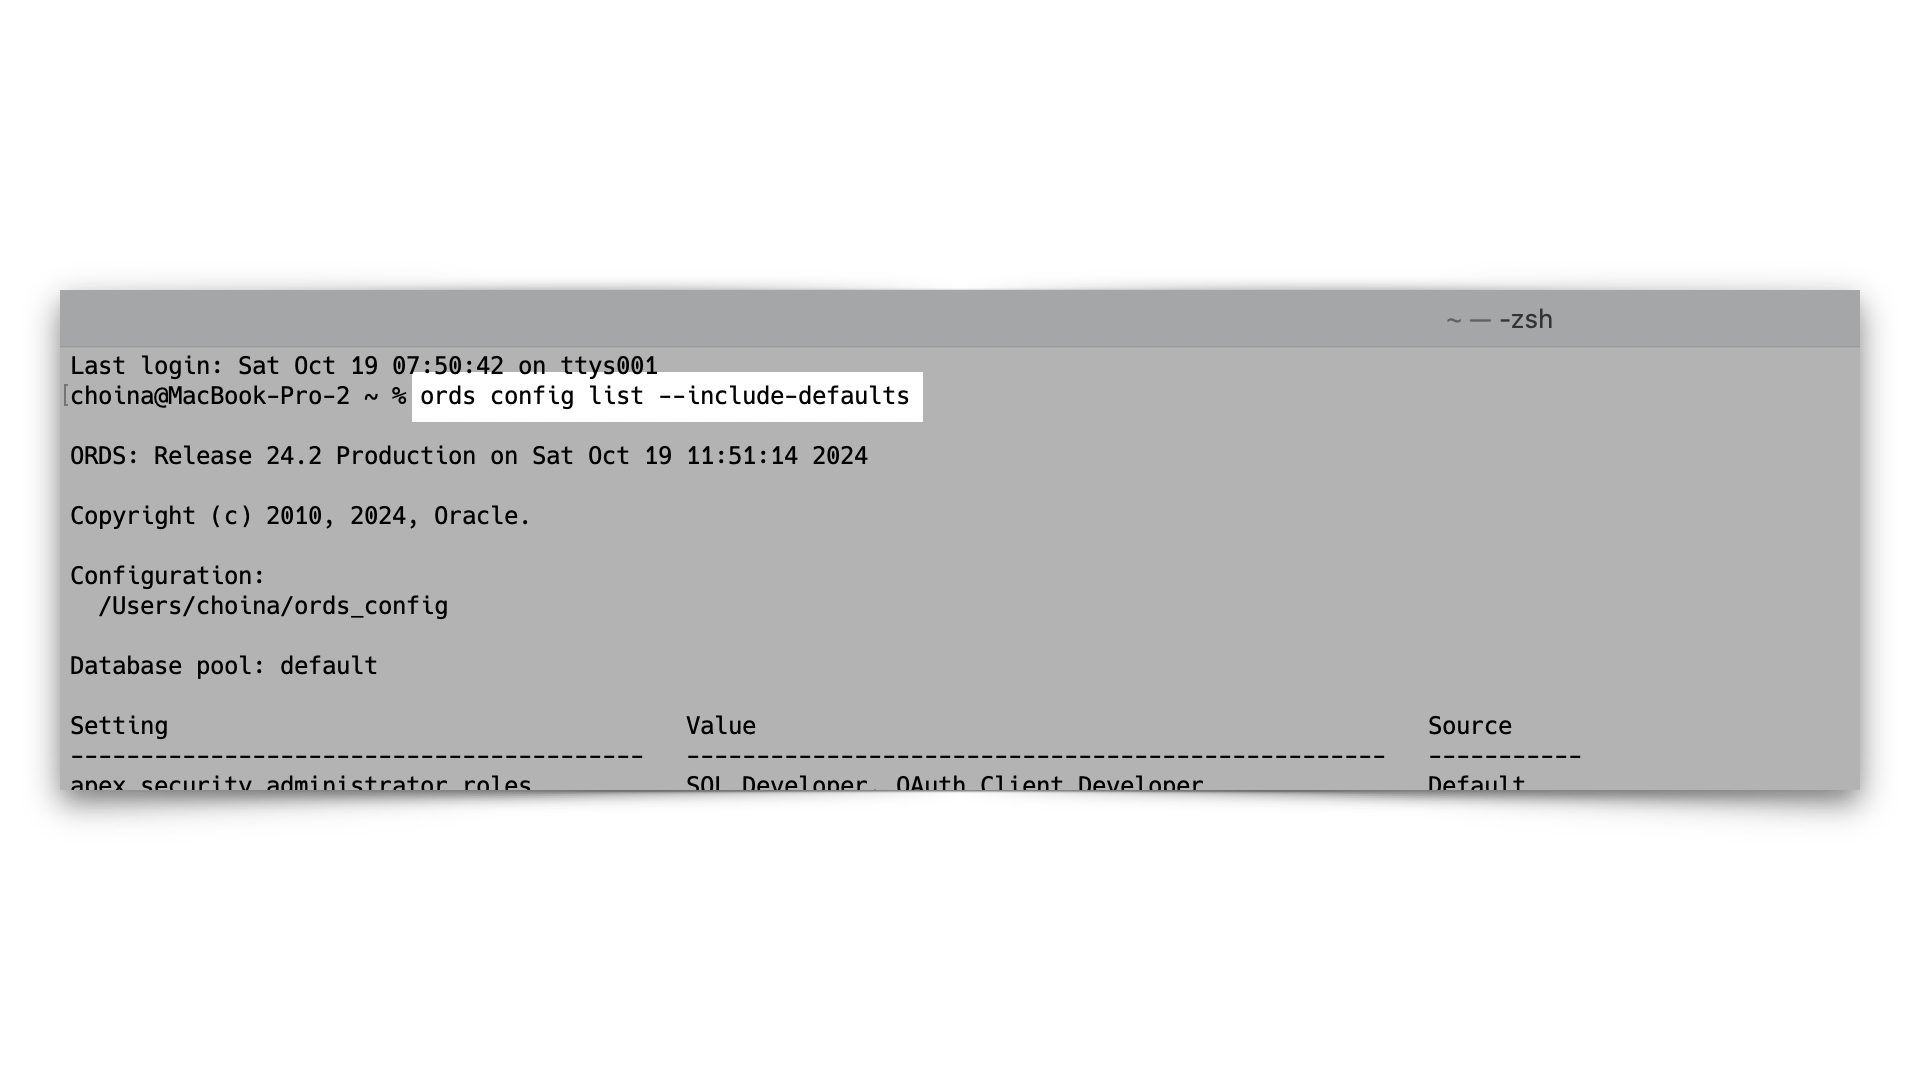 ~ — -zsh
Last login: Sat Oct 19 07:50:42 on ttys001
[choina@MacBook-Pro-2 ~ % ords config list --include-defaults
ORDS: Release 24.2 Production on Sat Oct 19 11:51:14 2024
Copyright (c) 2010, 2024, Oracle.
Configuration:
  /Users/choina/ords_config
Database pool: default
Setting Value Source
----------------------------------------- -------------------------------------------------- -----------
apex.security.administrator.roles SQL Developer, OAuth Client Developer Default